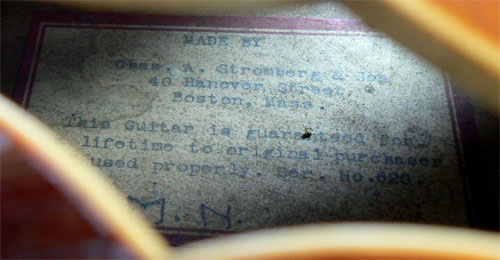 MADE BY
Chas. A. Stromberg & Son
40 Hanover Street,
Boston, Mass.
This Guitar is guaranteed for
lifetime to original purchaser
used properly. Ser. No.620.
M. N.